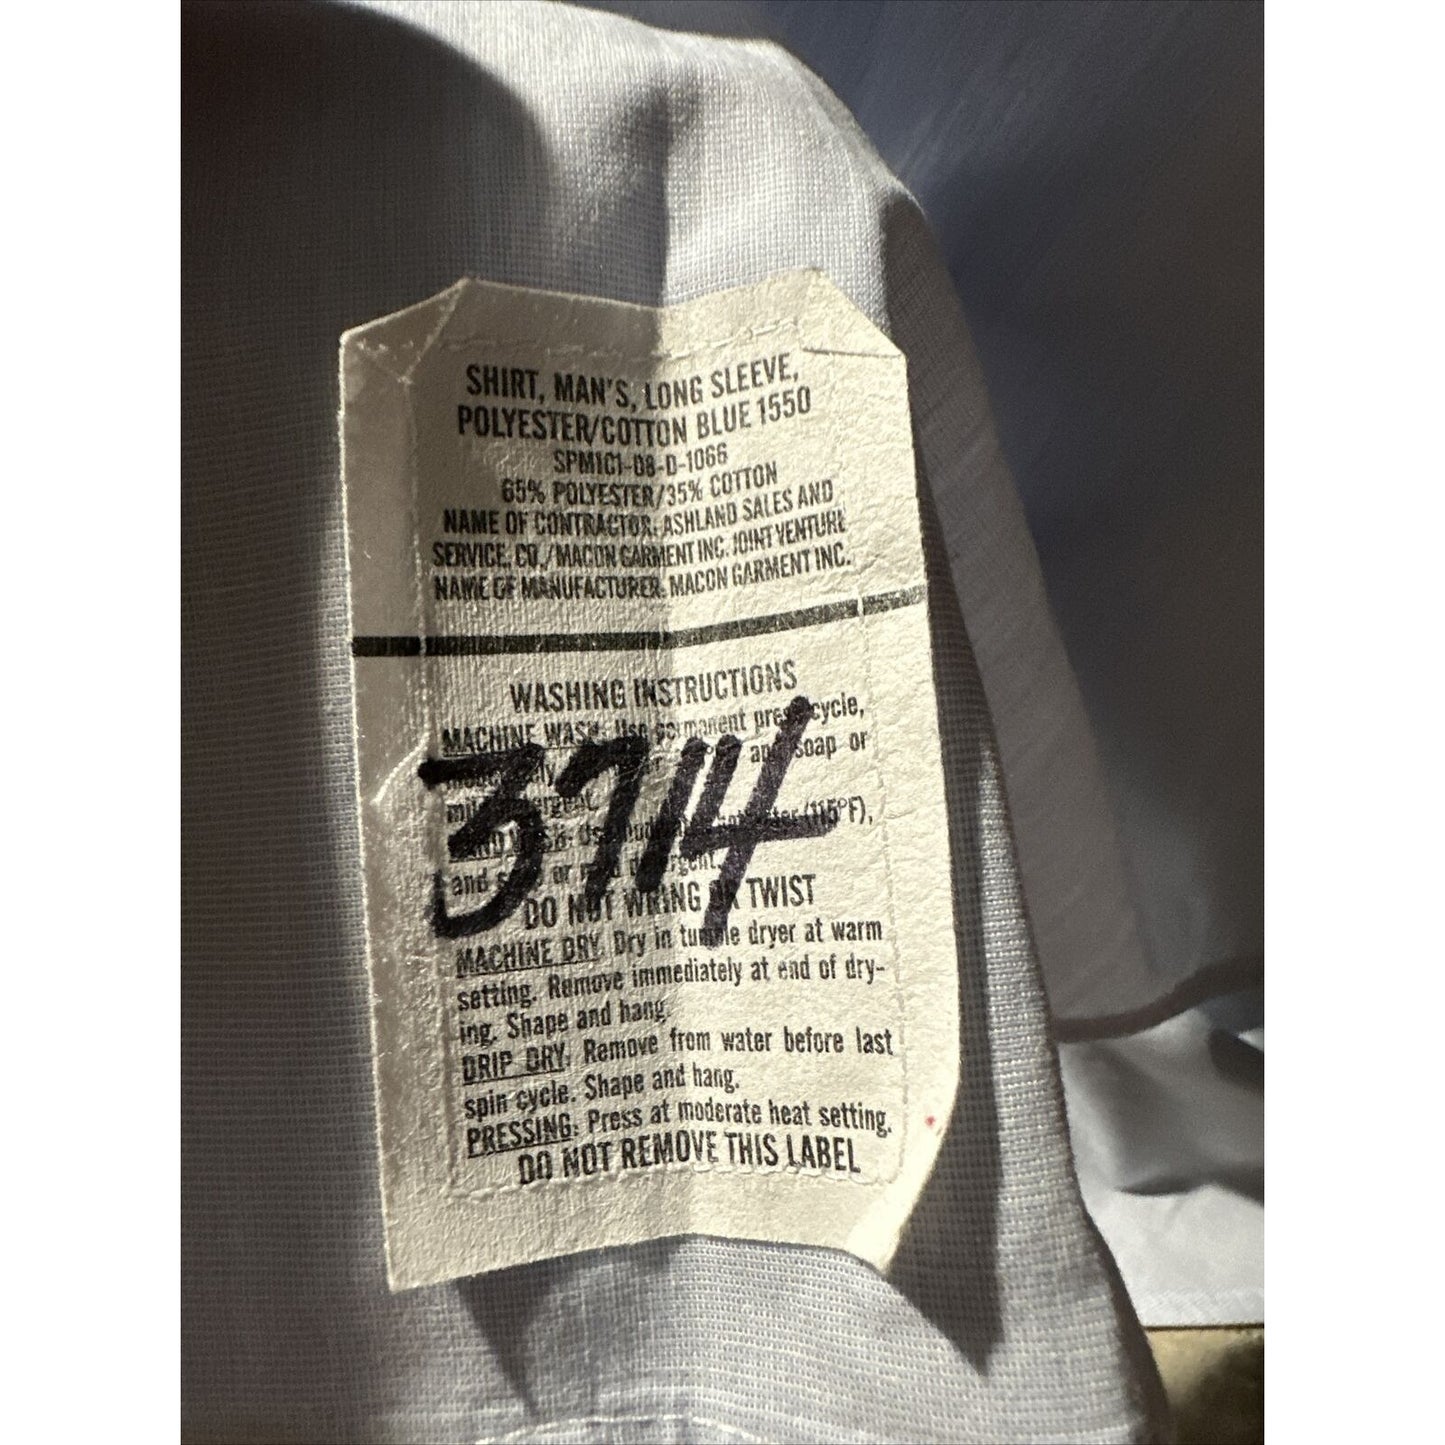 SHIRT, MAN'S, LONG SLEEVE,
POLYESTER/COTTON BLUE 1550
SPM1C1-08-D-1066
65% POLYESTER/35% COTTON
NAME OF CONTRACTOR: ASHLAND SALES AND
SERVICE. CO./MACON GARMENT INC. JOINT VENTURE
NAME OF MANUFACTURER: MACON GARMENT INC.
WASHING INSTRUCTIONS
MACHINE WASH: Use permanent press cycle,
and soap or
3714
(115°F),
and or detergent.
DO NOT WRING OR TWIST
MACHINE DRY. Dry in tumble dryer at warm
setting. Remove immediately at end of dry-
ing. Shape and hang.
DRIP DRY: Remove from water before last
spin cycle. Shape and hang.
PRESSING: Press at moderate heat setting.
DO NOT REMOVE THIS LABEL